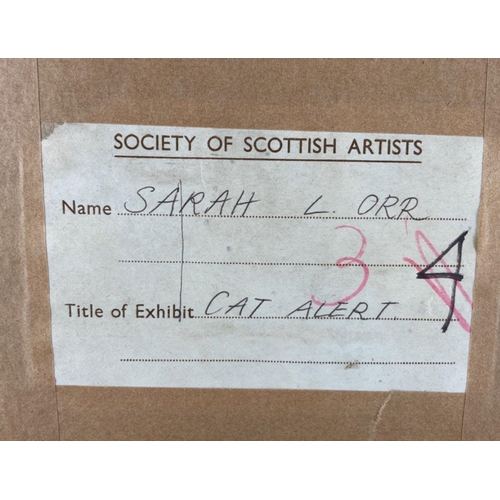 SOCIETY OF SCOTTISH ARTISTS
Name SARAH L. ORR
3 4
Title of Exhibit CAT ALERT.